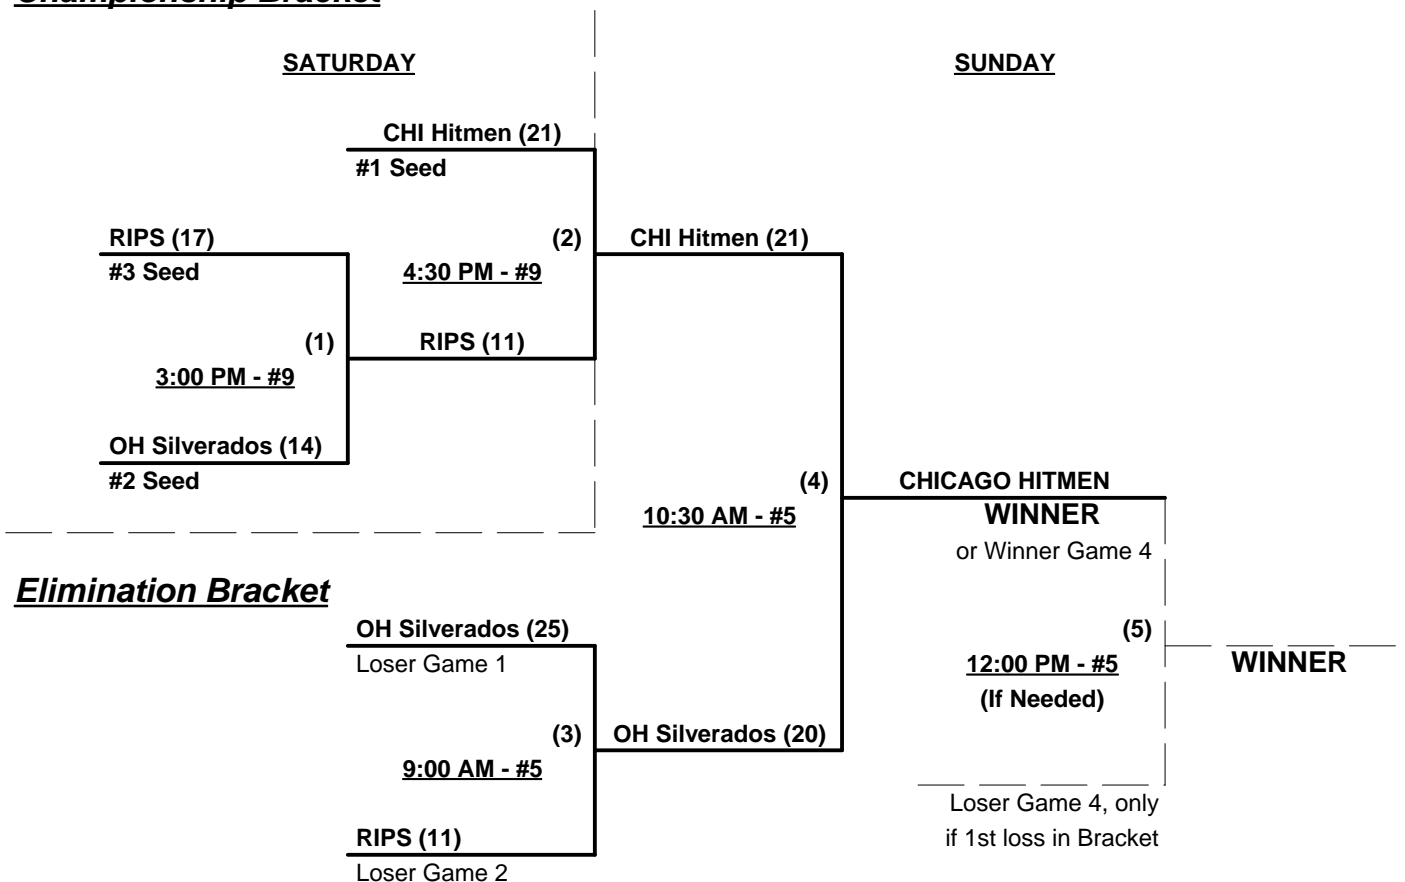 Championship Bracket
SATURDAY
SUNDAY
CHI Hitmen (21)
#1 Seed
RIPS (17)
(2)
CHI Hitmen (21)
#3 Seed
4:30 PM - #9
(1)
RIPS (11)
3:00 PM - #9
OH Silverados (14)
#2 Seed
(4)
CHICAGO HITMEN
10:30 AM - #5
WINNER
or Winner Game 4
Elimination Bracket
OH Silverados (25)
(5)
Loser Game 1
12:00 PM - #5
WINNER
(If Needed)
(3)
OH Silverados (20)
9:00 AM - #5
Loser Game 4, only
RIPS (11)
if 1st loss in Bracket
Loser Game 2